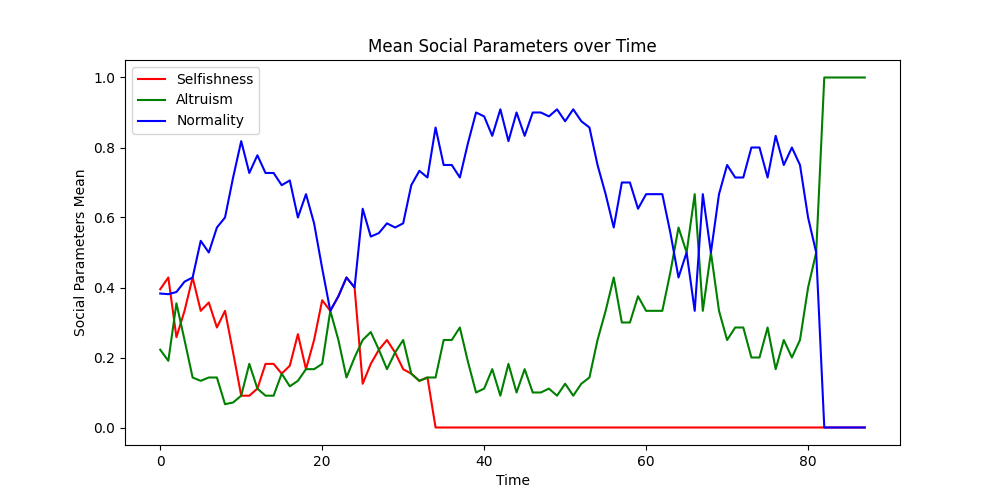 Mean Social Parameters over Time
Selfishness
Altruism
Normality
Social Parameters Mean
1.0
0.8
0.6
0.4
0.2
0.0
0
20
40
60
80
Time